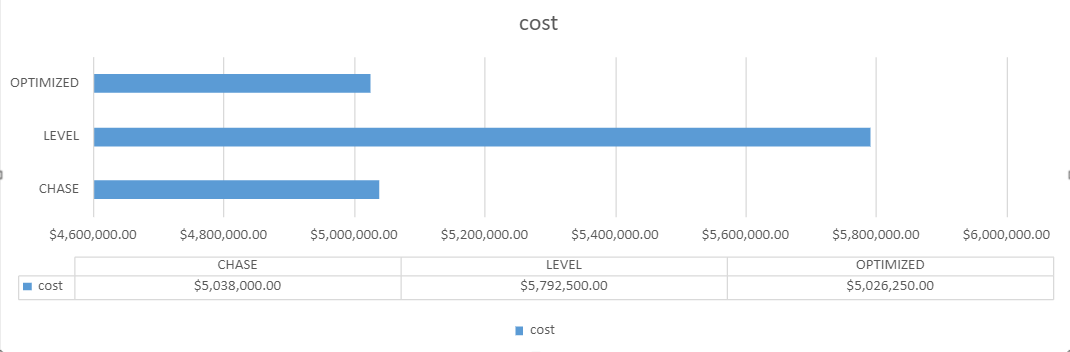 cost
OPTIMIZED
LEVEL
CHASE
$4,600,000.00 $4,800,000.00 $5,000,000.00 $5,200,000.00 $5,400,000.00 $5,600,000.00 $5,800,000.00 $6,000,000.00
CHASE LEVEL OPTIMIZED
cost $5,038,000.00 $5,792,500.00 $5,026,250.00
cost